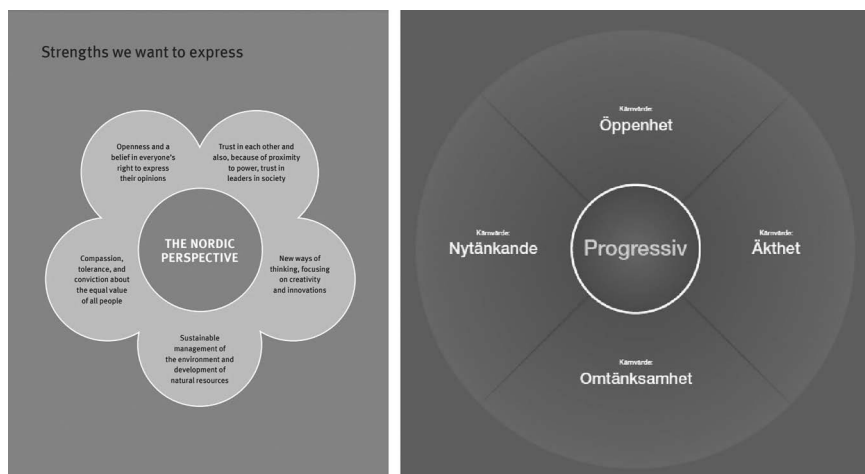 Strengths we want to express
Openness and a
belief in everyone's
right to express
their opinions
Trust in each other and
also, because of proximity
to power, trust in
leaders in society
THE NORDIC
PERSPECTIVE
Compassion,
tolerance, and
conviction about
the equal value
of all people
New ways of
thinking, focusing
on creativity
and innovations
Sustainable
management of
the environment and
development of
natural resources
Kärnvärde:
Öppenhet
Kärnvärde:
Nytänkande
Progressiv
Kärnvärde:
Äkthet
Kärnvärde:
Omtänksamhet